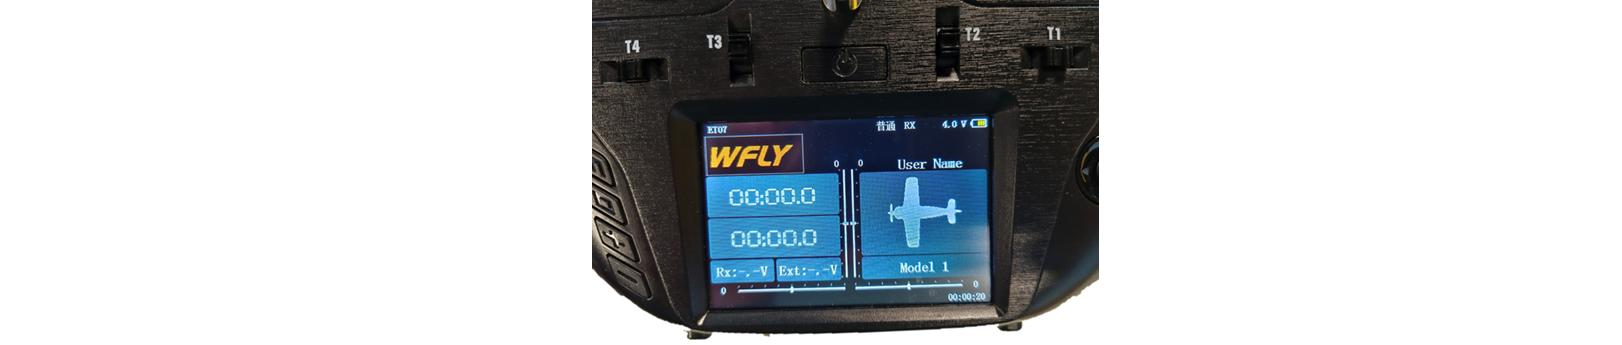 T4
T3
T2
T1
ET07
普通 RX
4.0 V
WFLY
0
0
User Name
00:00.0
00:00.0
Rx:-.-V
Ext:-.-V
Model 1
0
0
00:00:20